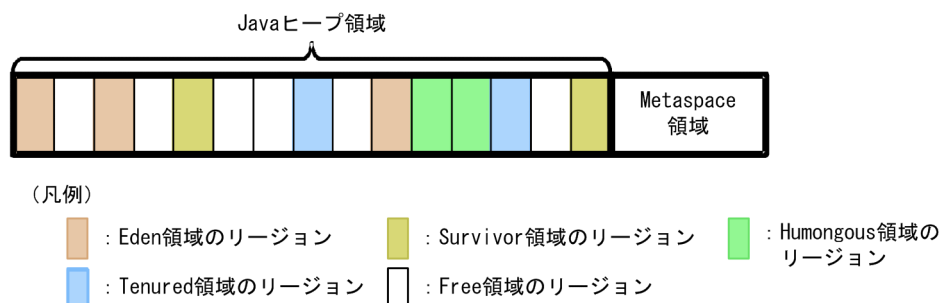 Javaヒープ領域
Metaspace
領域
(凡例)
：Eden領域のリージョン
：Survivor領域のリージョン
：Humongous領域の
リージョン
：Tenured領域のリージョン
：Free領域のリージョン